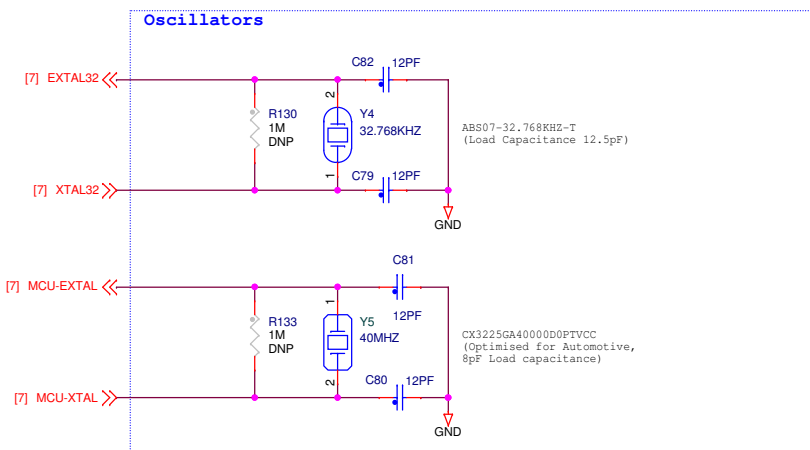 Oscillators
C82 12PF
[7] EXTAL32
2
R130
1M
DNP
Y4
32.768KHZ
ABS07-32.768KHZ-T
(Load Capacitance 12.5pF)
1
C79 12PF
[7] XTAL32
GND
C81
[7] MCU-EXTAL
1
12PF
R133
1M
DNP
Y5
40MHZ
CX3225GA40000D0PTVCC
(Optimised for Automotive,
8pF Load capacitance)
2
C80 12PF
[7] MCU-XTAL
GND